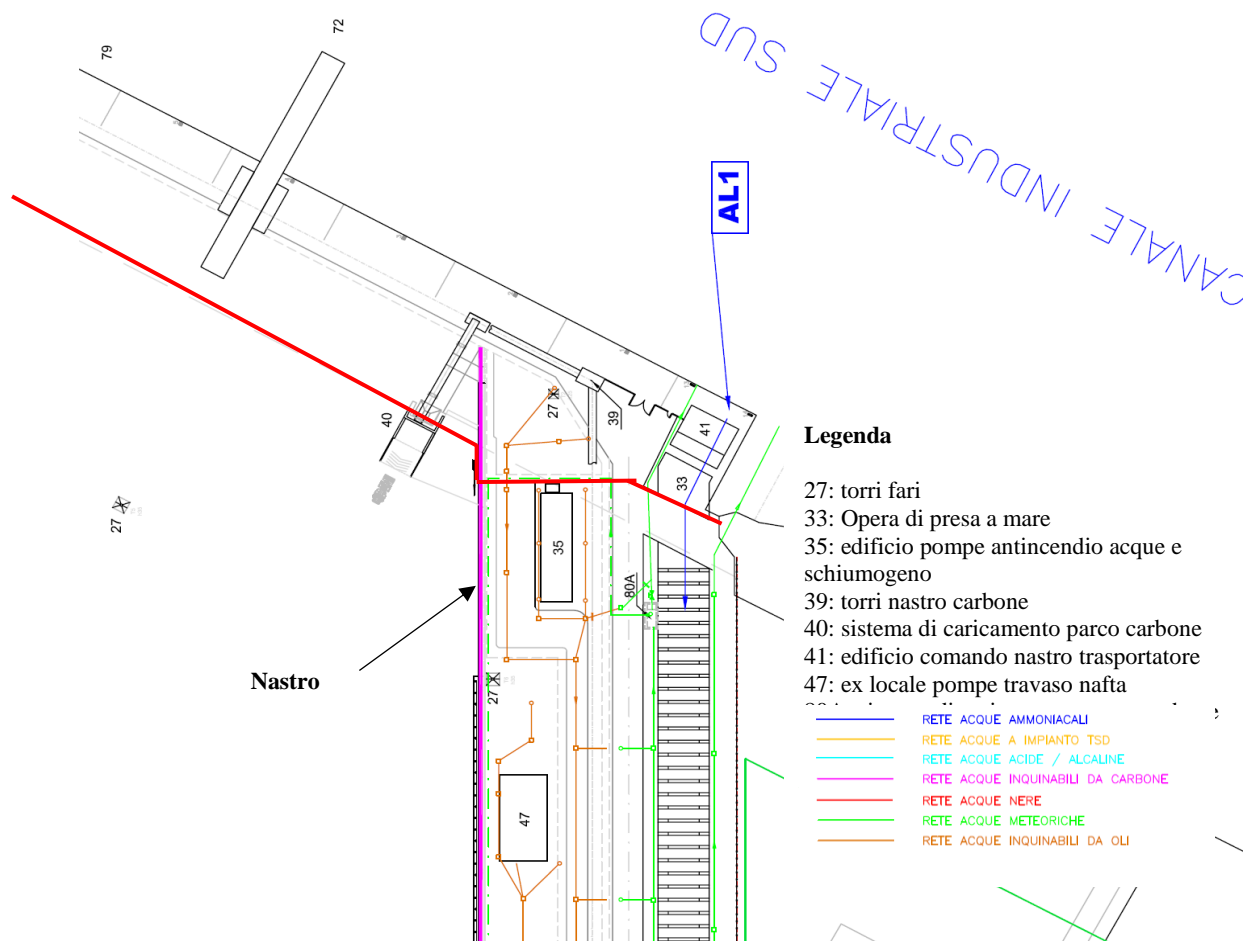 72
79
CANALE INDUSTRIALE SUD
AL1
40
27
39
41
33
27
35
80A
Nastro
27
47
Legenda
27: torri fari
33: Opera di presa a mare
35: edificio pompe antincendio acque e
schiumogeno
39: torri nastro carbone
40: sistema di caricamento parco carbone
41: edificio comando nastro trasportatore
47: ex locale pompe travaso nafta
RETE ACQUE AMMONIACALI
RETE ACQUE A IMPIANTO TSD
RETE ACQUE ACIDE / ALCALINE
RETE ACQUE INQUINABILI DA CARBONE
RETE ACQUE NERE
RETE ACQUE METEORICHE
RETE ACQUE INQUINABILI DA OLI